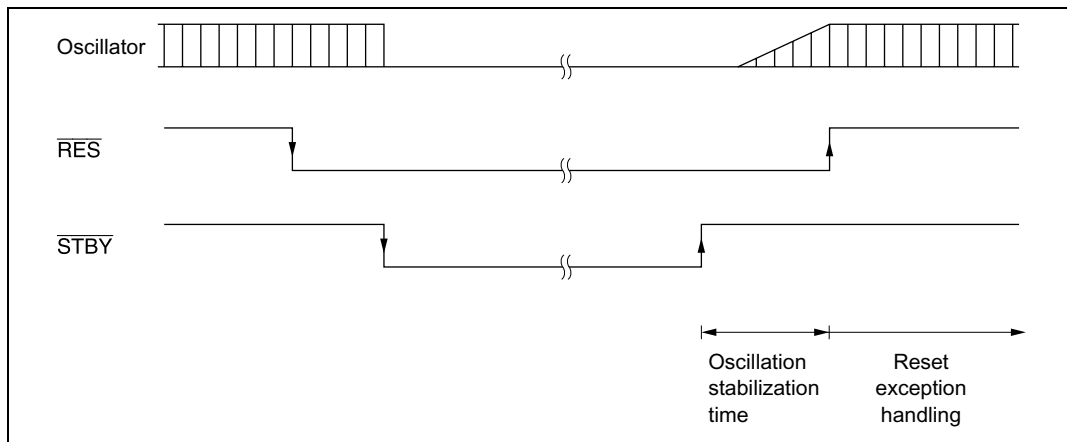 Oscillator
RES
STBY
Oscillation
stabilization
time
Reset
exception
handling